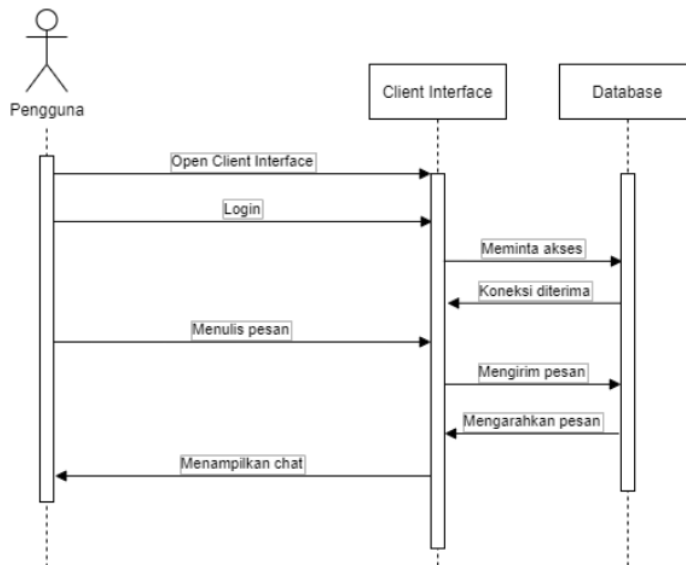 Pengguna
Client Interface
Database
Open Client Interface
Login
Meminta akses
Koneksi diterima
Menulis pesan
Mengirim pesan
Mengarahkan pesan
Menampilkan chat